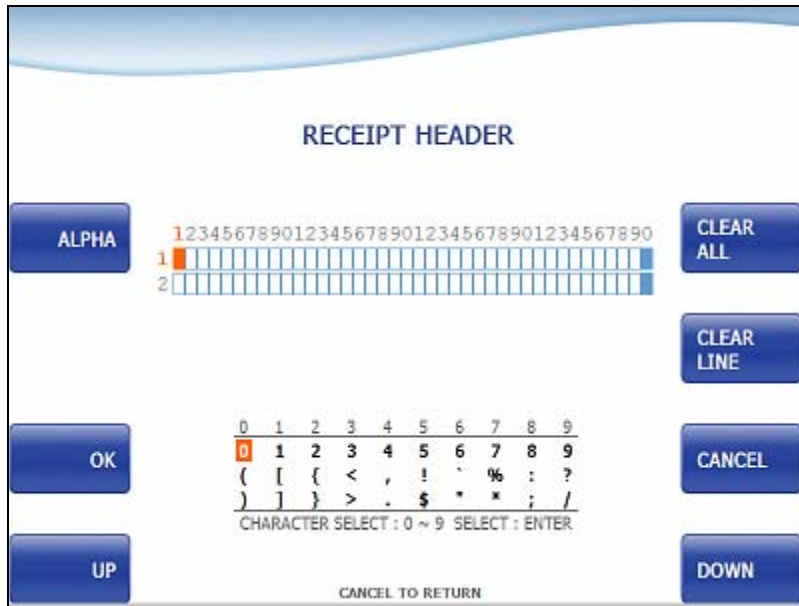 RECEIPT HEADER
ALPHA
1234567890123456789012345678901234567890
CLEAR ALL
1
2
CLEAR LINE
0 1 2 3 4 5 6 7 8 9
OK
0 1 2 3 4 5 6 7 8 9
( [ { < , ! ` % : ?
) ] } > . $ " * ; /
CANCEL
CHARACTER SELECT : 0 ~ 9 SELECT : ENTER
UP
CANCEL TO RETURN
DOWN